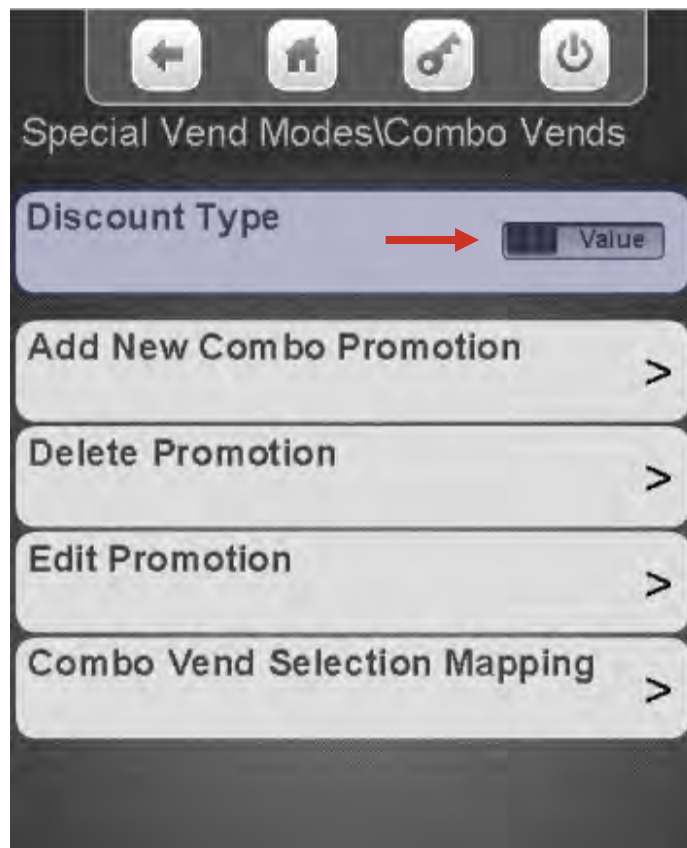 Special Vend Modes\Combo Vends
Discount Type
Value
Add New Combo Promotion
>
Delete Promotion
>
Edit Promotion
>
Combo Vend Selection Mapping
>